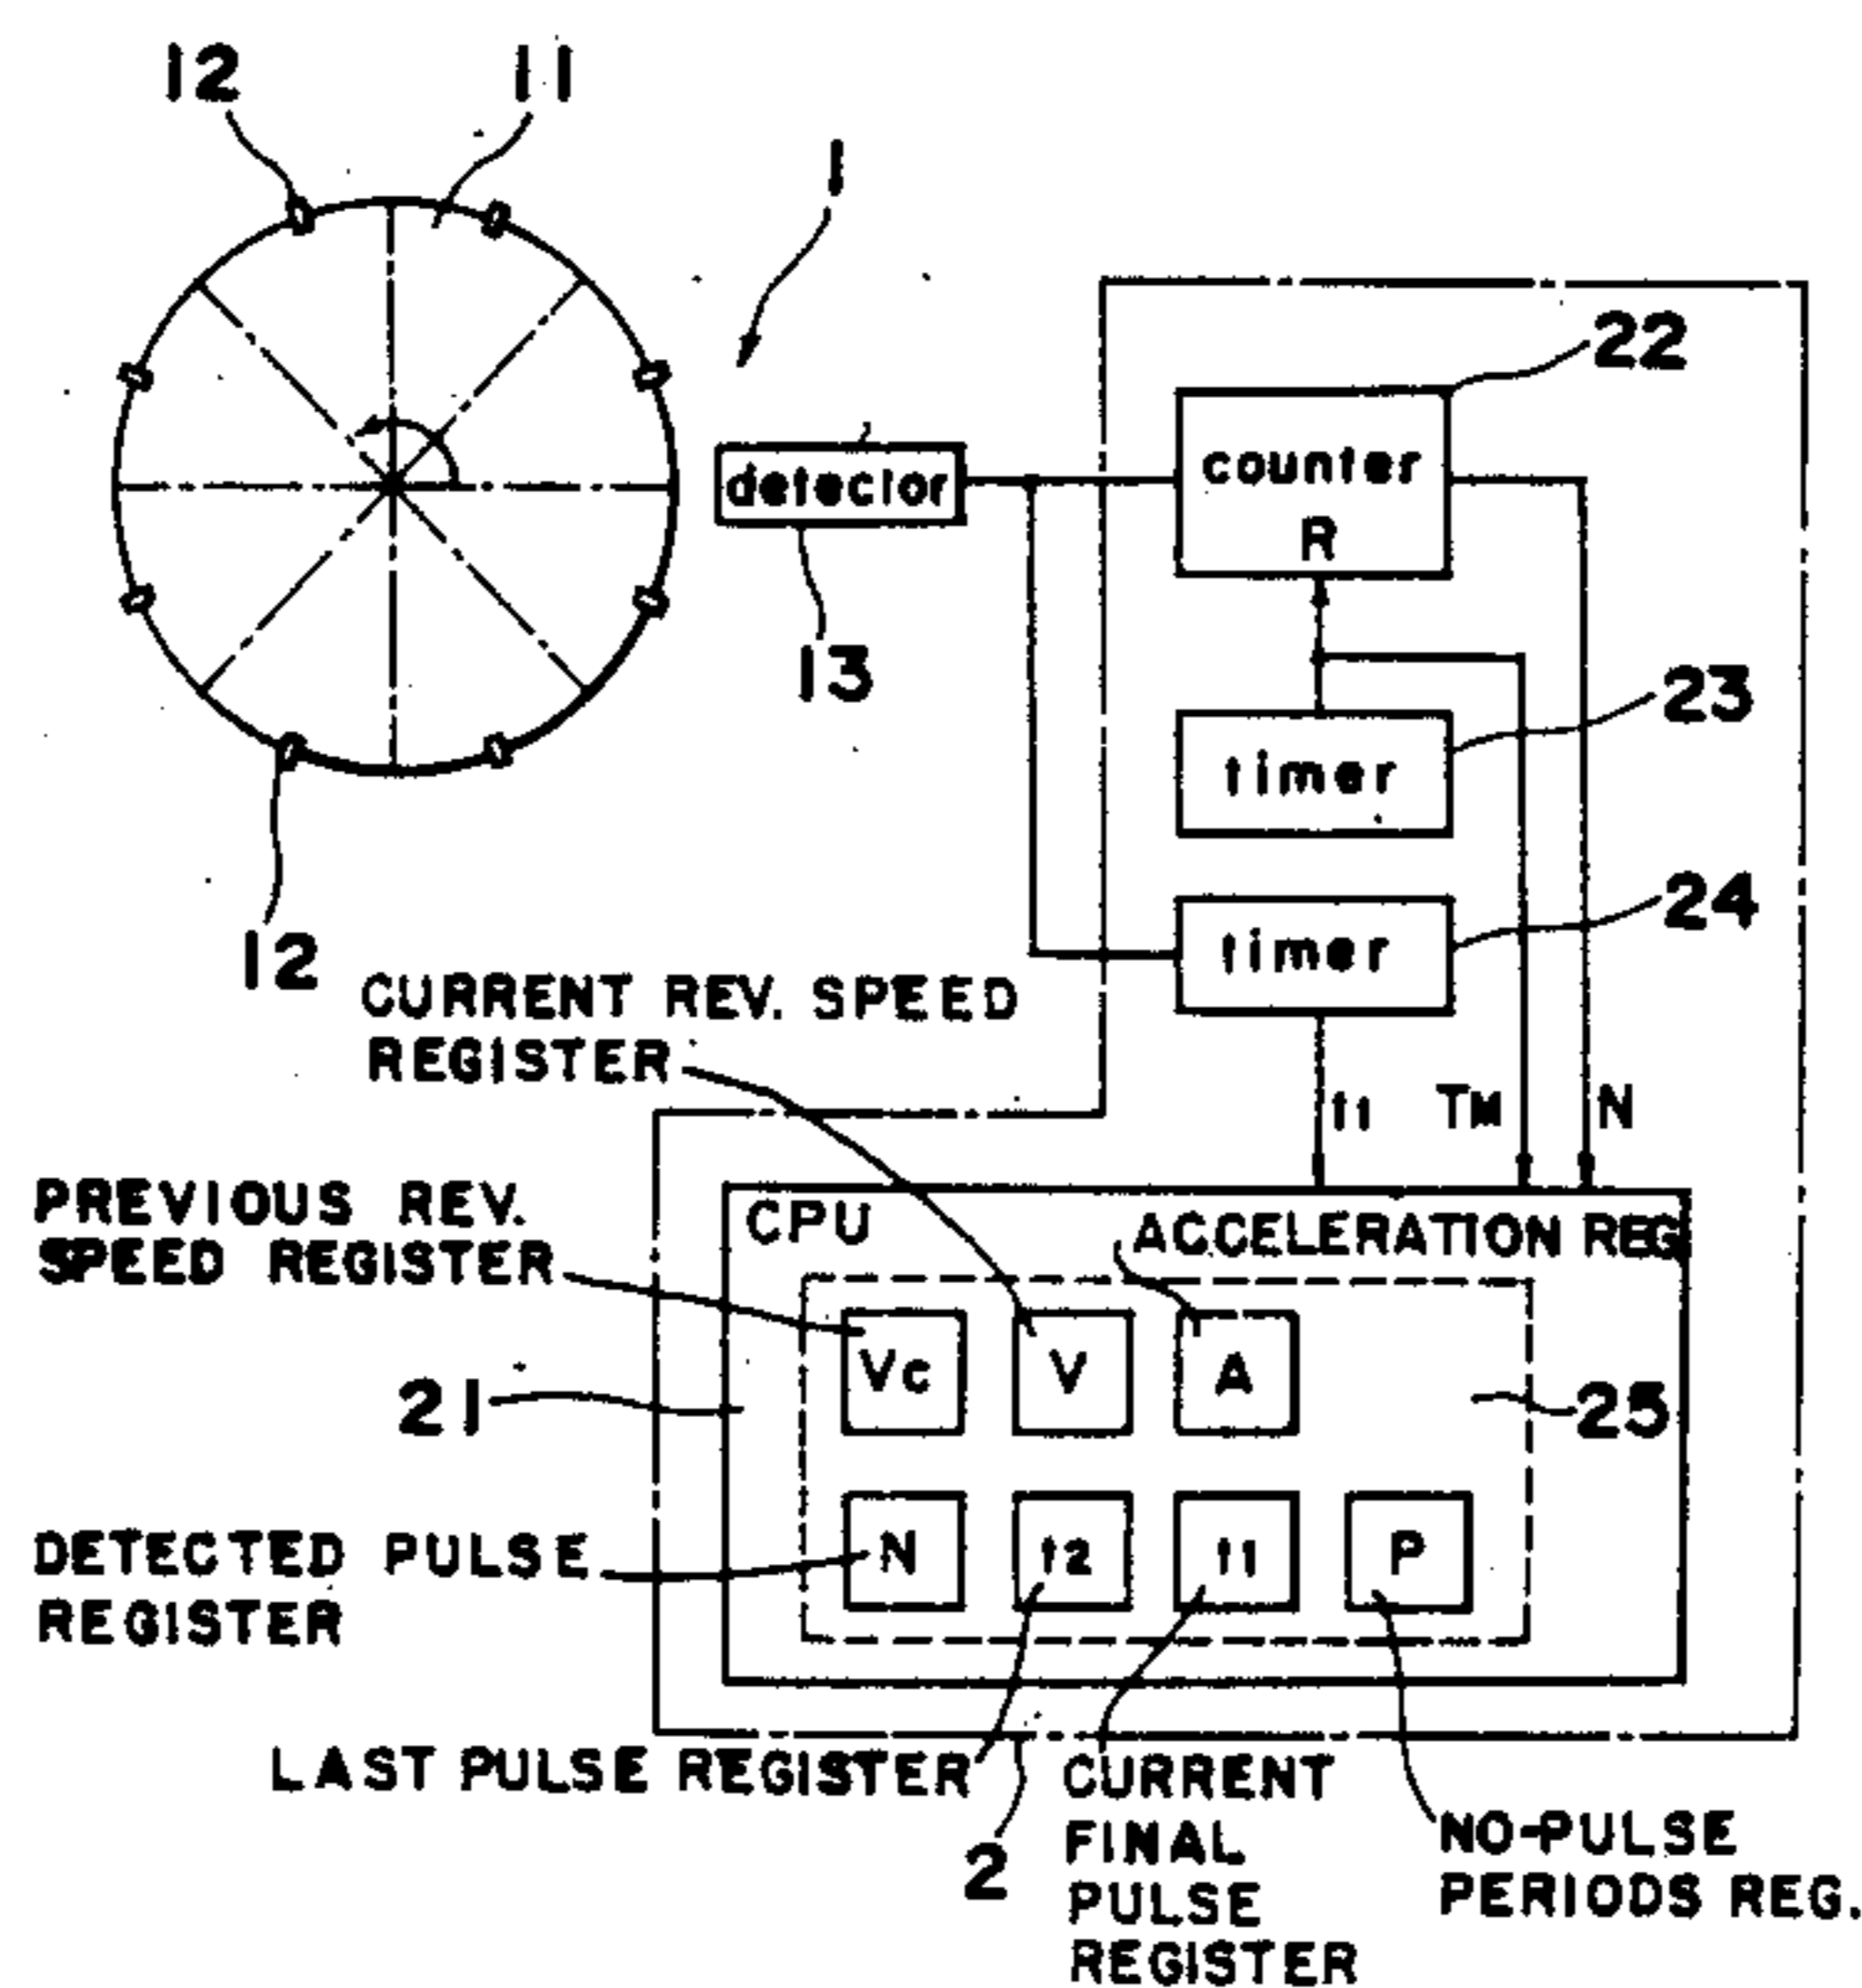 12
11
1
22
counter
R
detector
13
23
timer
24
timer
12
CURRENT REV. SPEED
REGISTER
t1
TM
N
PREVIOUS REV.
SPEED REGISTER
CPU
ACCELERATION REG
Vc
V
A
21
25
DETECTED PULSE
REGISTER
N
t2
t1
P
LAST PULSE REGISTER
2
CURRENT
FINAL
PULSE
REGISTER
NO-PULSE
PERIODS REG.